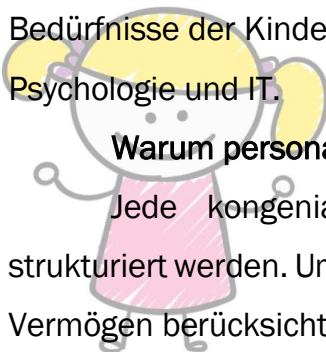 Bedürfnisse der Kinde
Psychologie und IT.
Warum persona
Jede kongenia
strukturiert werden. Un
Vermögen berücksicht